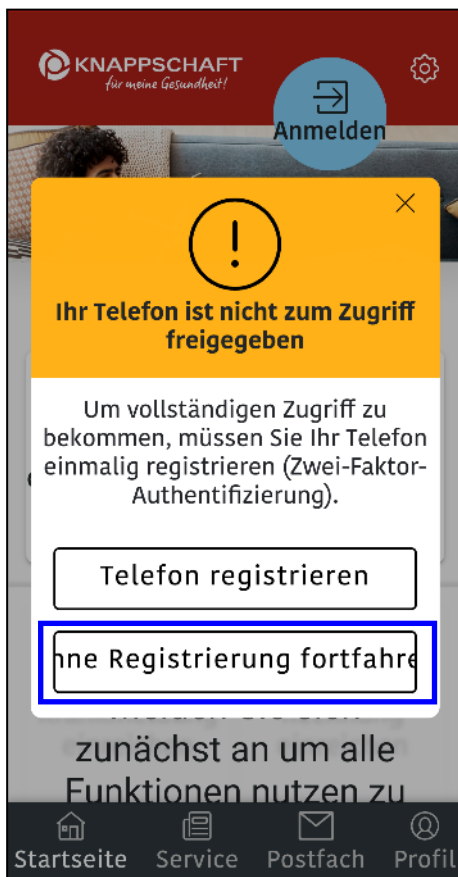 KNAPPSCHAFT
für meine Gesundheit!
Anmelden
Ihr Telefon ist nicht zum Zugriff
freigegeben
Um vollständigen Zugriff zu
bekommen, müssen Sie Ihr Telefon
einmalig registrieren (Zwei-Faktor-
Authentifizierung).
Telefon registrieren
hne Registrierung fortfahre
zunächst an um alle
Funktionen nutzen zu
Startseite Service Postfach Profil